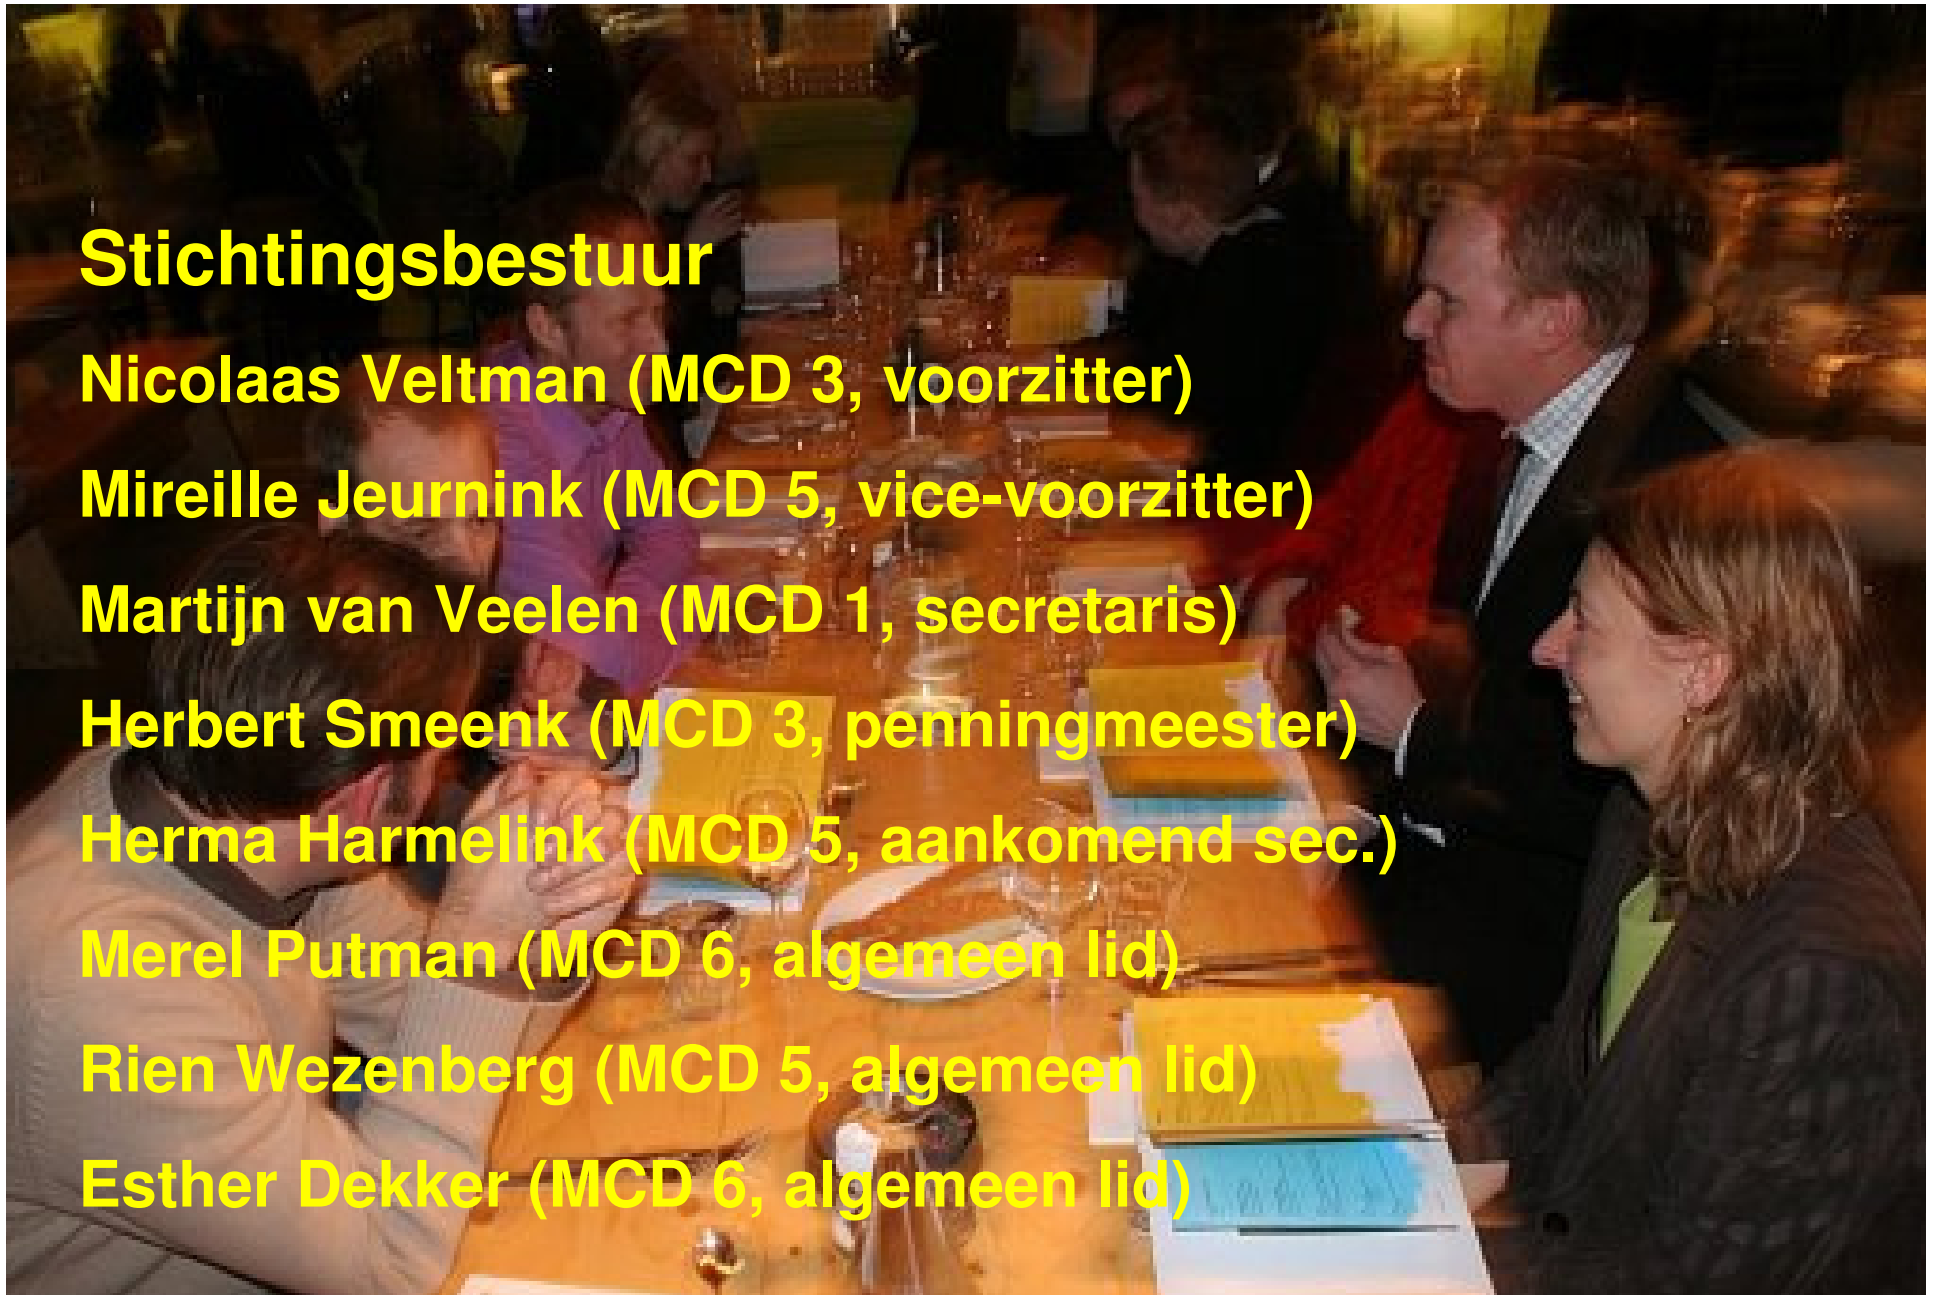 Stichtingsbestuur
Nicolaas Veltman (MCD 3, voorzitter)
Mireille Jeurnink (MCD 5, vice-voorzitter)
Martijn van Veelen (MCD 1, secretaris)
Herbert Smeenk (MCD 3, penningmeester)
Herma Harmelink (MCD 5, aankomend sec.)
Merel Putman (MCD 6, algemeen lid)
Rien Wezenberg (MCD 5, algemeen lid)
Esther Dekker (MCD 6, algemeen lid)